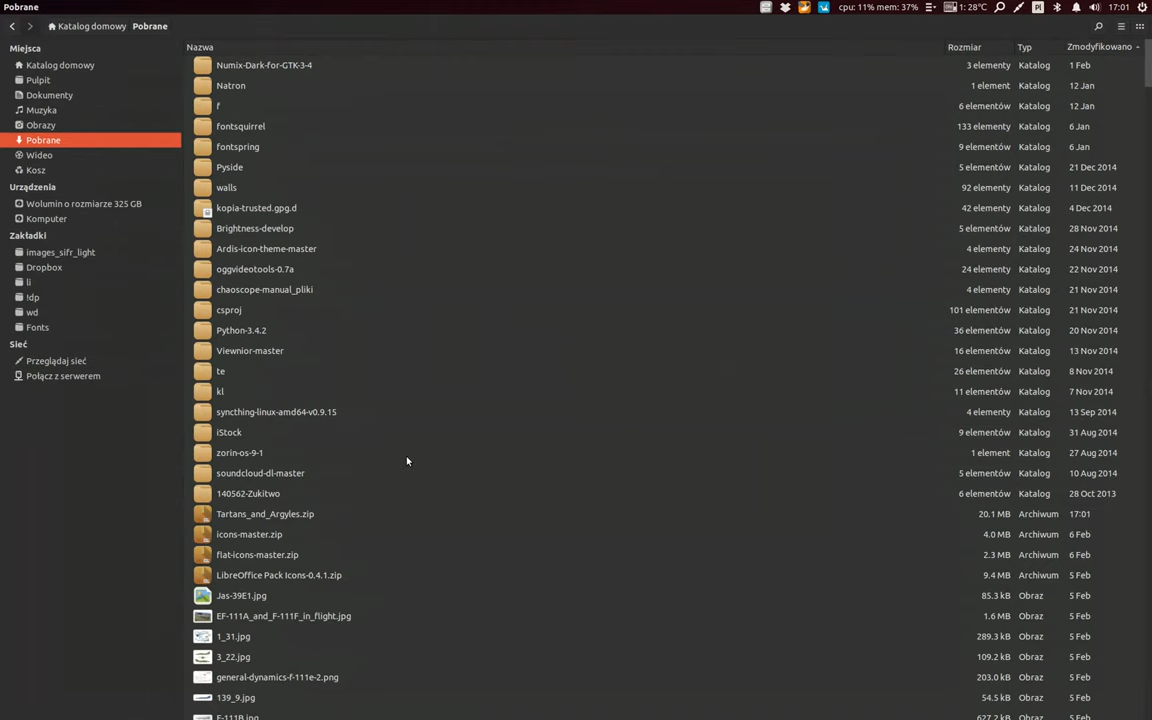 Pobrane
cpu: 11% mem: 37%
1: 28°C
Pl
17:01
Katalog domowy
Pobrane
Miejsca
Katalog domowy
Pulpit
Dokumenty
Muzyka
Obrazy
Pobrane
Wideo
Kosz
Urządzenia
Wolumin o rozmiarze 325 GB
Komputer
Zakładki
images_sifr_light
Dropbox
li
!dp
wd
Fonts
Sieć
Przeglądaj sieć
Połącz z serwerem
Nazwa Rozmiar Typ Zmodyfikowano
Numix-Dark-for-GTK-3-4 3 elementy Katalog 1 Feb
Natron 1 element Katalog 12 Jan
f 6 elementów Katalog 12 Jan
fontsquirrel 133 elementy Katalog 6 Jan
fontspring 9 elementów Katalog 6 Jan
Pyside 5 elementów Katalog 21 Dec 2014
walls 92 elementy Katalog 11 Dec 2014
kopia-trusted.gpg.d 42 elementy Katalog 4 Dec 2014
Brightness-develop 5 elementów Katalog 28 Nov 2014
Ardis-icon-theme-master 4 elementy Katalog 24 Nov 2014
oggvideotools-0.7a 24 elementy Katalog 22 Nov 2014
chaoscope-manual_pliki 4 elementy Katalog 21 Nov 2014
csproj 101 elementów Katalog 21 Nov 2014
Python-3.4.2 36 elementów Katalog 20 Nov 2014
Viewnior-master 16 elementów Katalog 13 Nov 2014
te 26 elementów Katalog 8 Nov 2014
kl 11 elementów Katalog 7 Nov 2014
syncthing-linux-amd64-v0.9.15 4 elementy Katalog 13 Sep 2014
iStock 9 elementów Katalog 31 Aug 2014
zorin-os-9-1 1 element Katalog 27 Aug 2014
soundcloud-dl-master 5 elementów Katalog 10 Aug 2014
140562-Zukitwo 6 elementów Katalog 28 Oct 2013
Tartans_and_Argyles.zip 20.1 MB Archiwum 17:01
icons-master.zip 4.0 MB Archiwum 6 Feb
flat-icons-master.zip 2.3 MB Archiwum 6 Feb
LibreOffice Pack Icons-0.4.1.zip 9.4 MB Archiwum 5 Feb
Jas-39E1.jpg 85.3 kB Obraz 5 Feb
EF-111A_and_F-111F_in_flight.jpg 1.6 MB Obraz 5 Feb
1_31.jpg 289.3 kB Obraz 5 Feb
3_22.jpg 109.2 kB Obraz 5 Feb
general-dynamics-f-111e-2.png 203.0 kB Obraz 5 Feb
139_9.jpg 54.5 kB Obraz 5 Feb
F-111B.jpg 627.2 kB Obraz 5 Feb